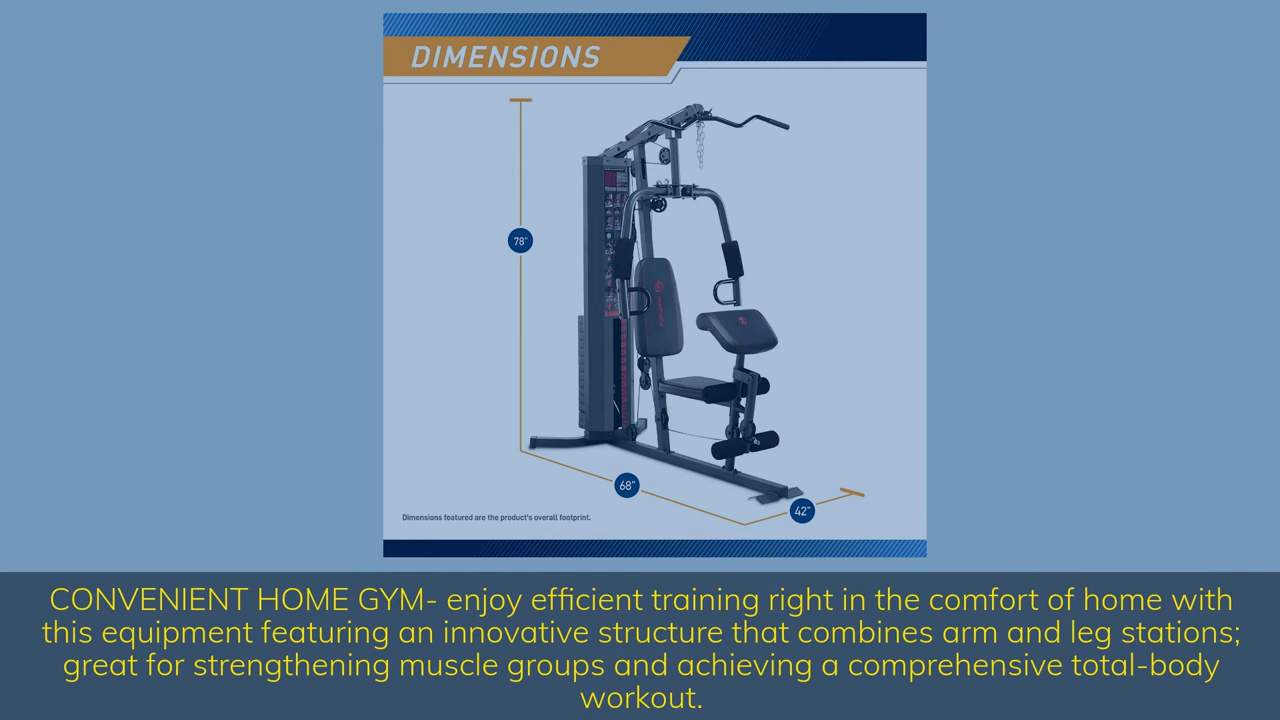 DIMENSIONS
78"
68"
42"
Dimensions featured are the product's overall footprint.
CONVENIENT HOME GYM- enjoy efficient training right in the comfort of home with
this equipment featuring an innovative structure that combines arm and leg stations;
great for strengthening muscle groups and achieving a comprehensive total-body
workout.